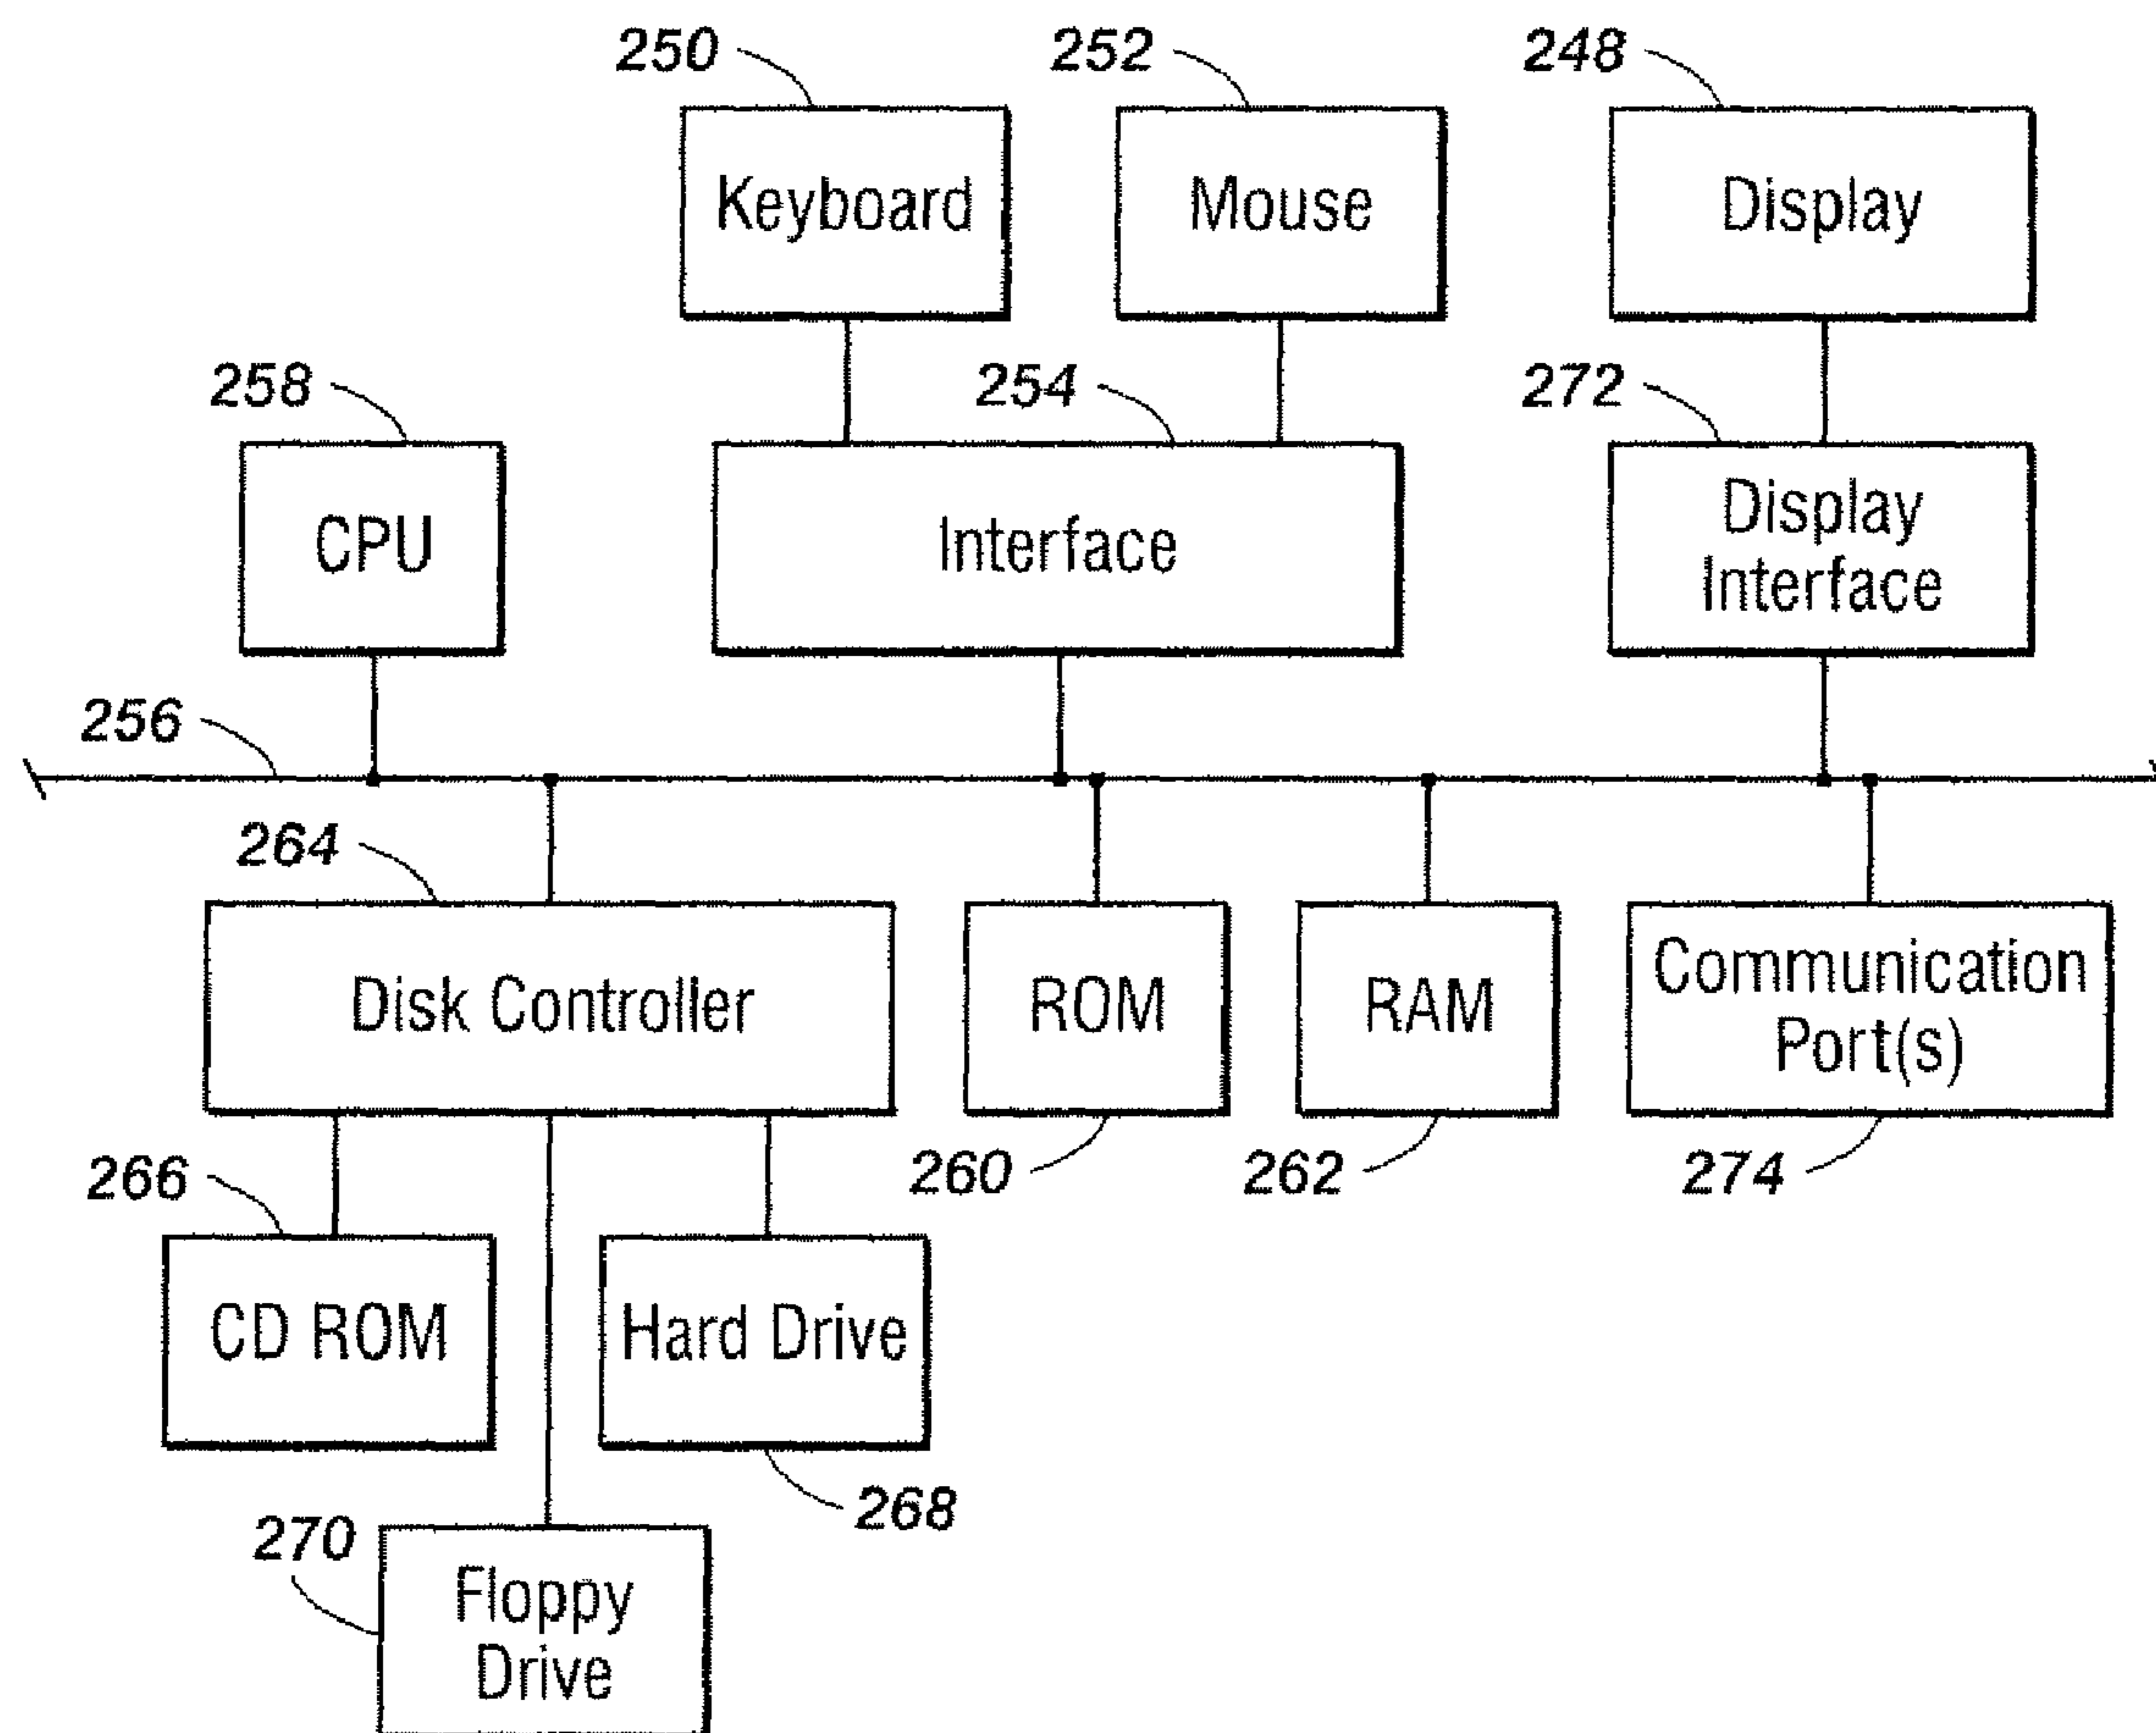 250
252
248
Keyboard
Mouse
Display
258
254
272
CPU
Interface
Display
Interface
256
264
Disk Controller
ROM
RAM
Communication
Port(s)
266
260
262
274
CD ROM
Hard Drive
268
270
Floppy
Drive